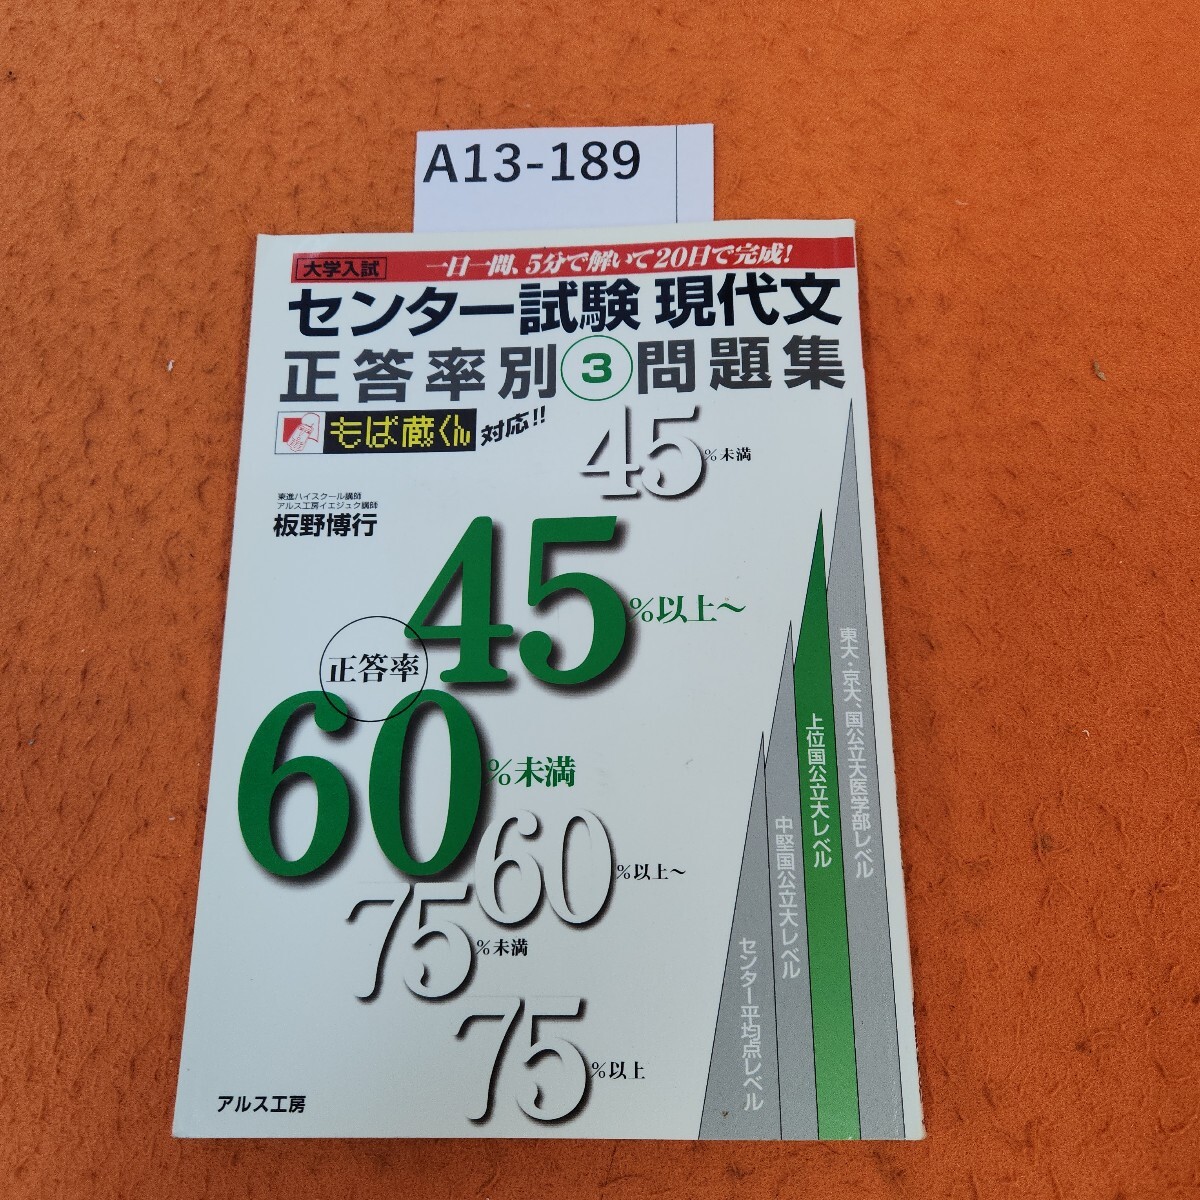 A13-189
大学入試
一日一問、5分で解いて20日で完成!
センター試験 現代文
正答率別③問題集
もば蔵くん 対応!!
45%未満
東進ハイスクール講師
アルス工房イエジュク講師
板野博行
45%以上〜
正答率
60%未満
60%以上〜
75%未満
75%以上
東大・京大、国公立大医学部レベル
上位国公立大レベル
中堅国公立大レベル
センター平均点レベル
アルス工房